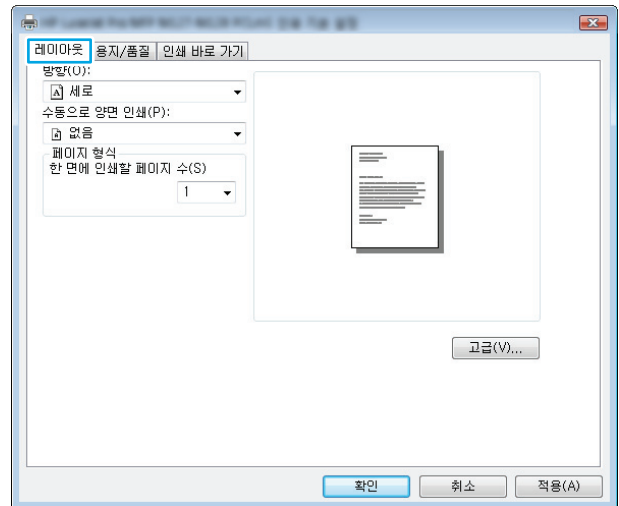 레이아웃 용지/품질 인쇄 바로 가기
방향(O):
세로
수동으로 양면 인쇄(P):
없음
페이지 형식
한 면에 인쇄할 페이지 수(S)
1
고급(V)...
확인 취소 적용(A)